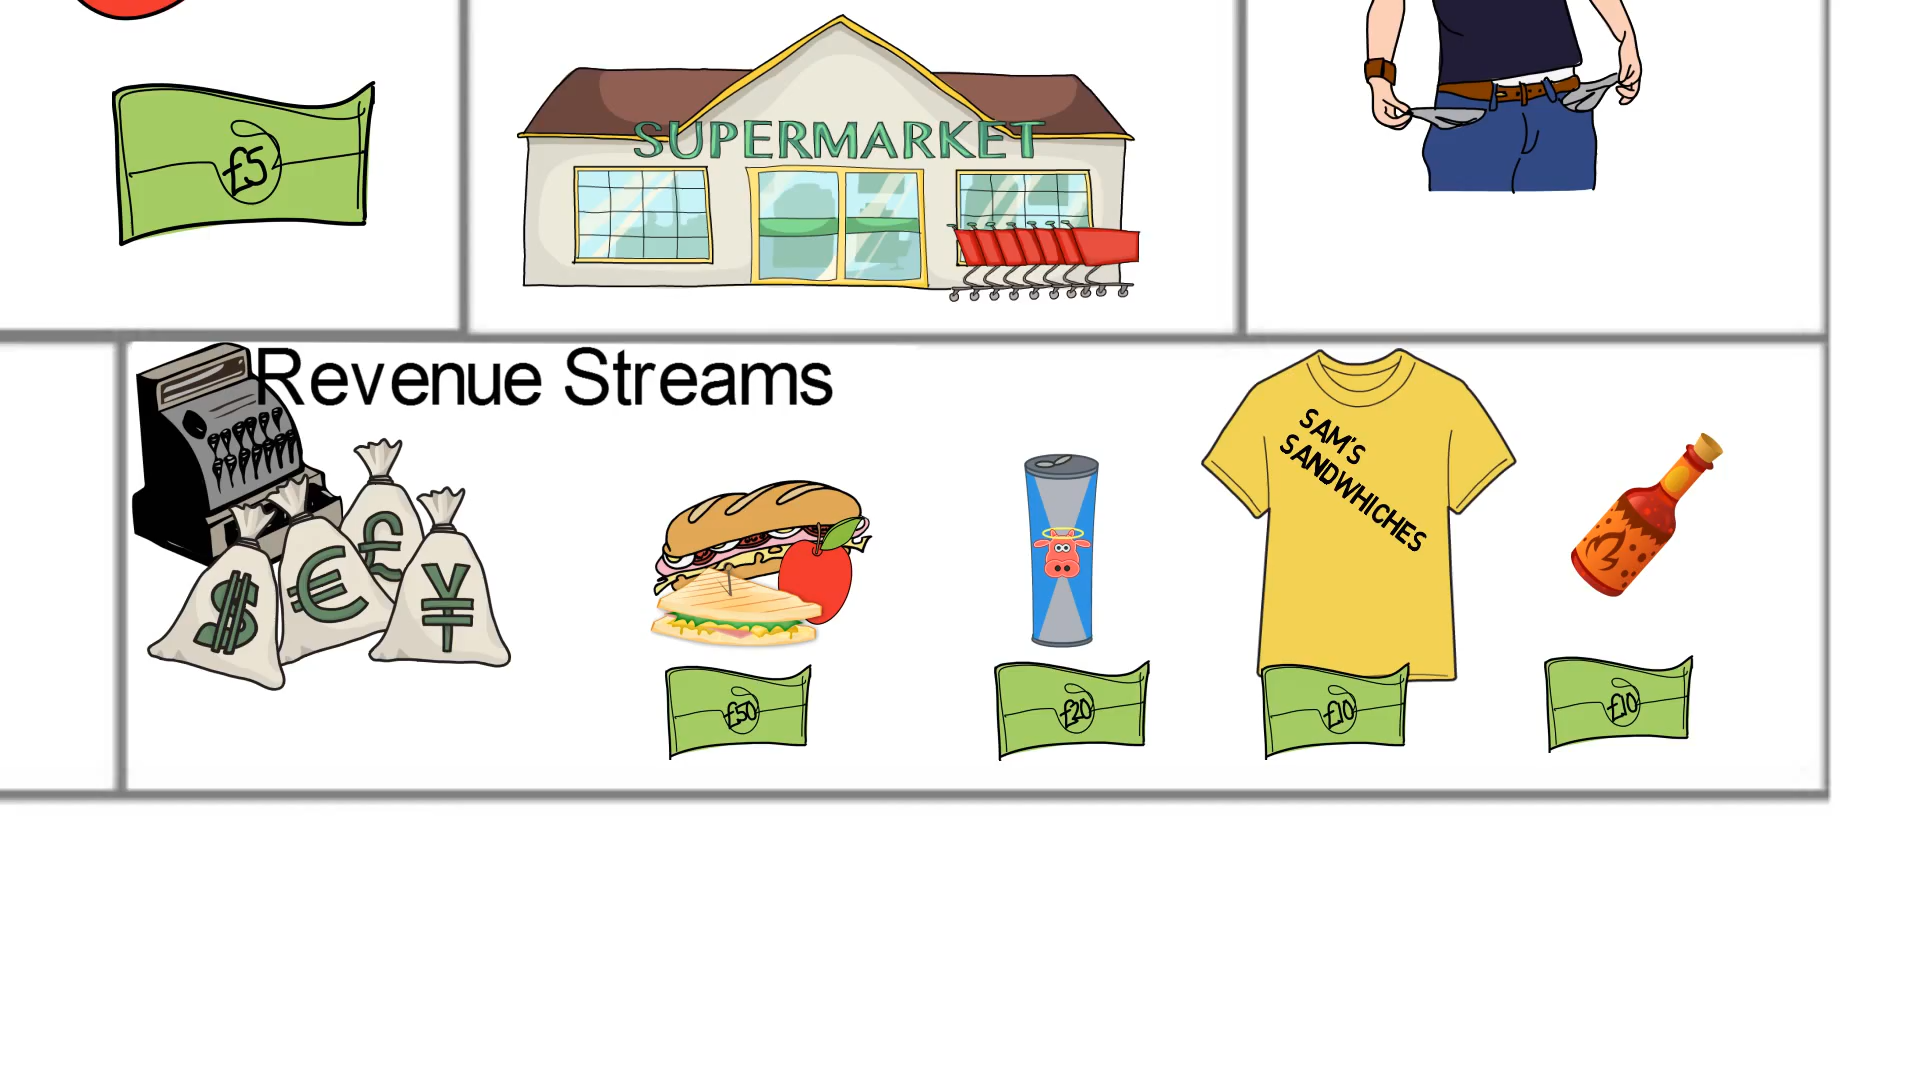 £5
SUPERMARKET
Revenue Streams
$
€
£
¥
SAM'S
SANDWHICHES
£50
£20
£10
£10